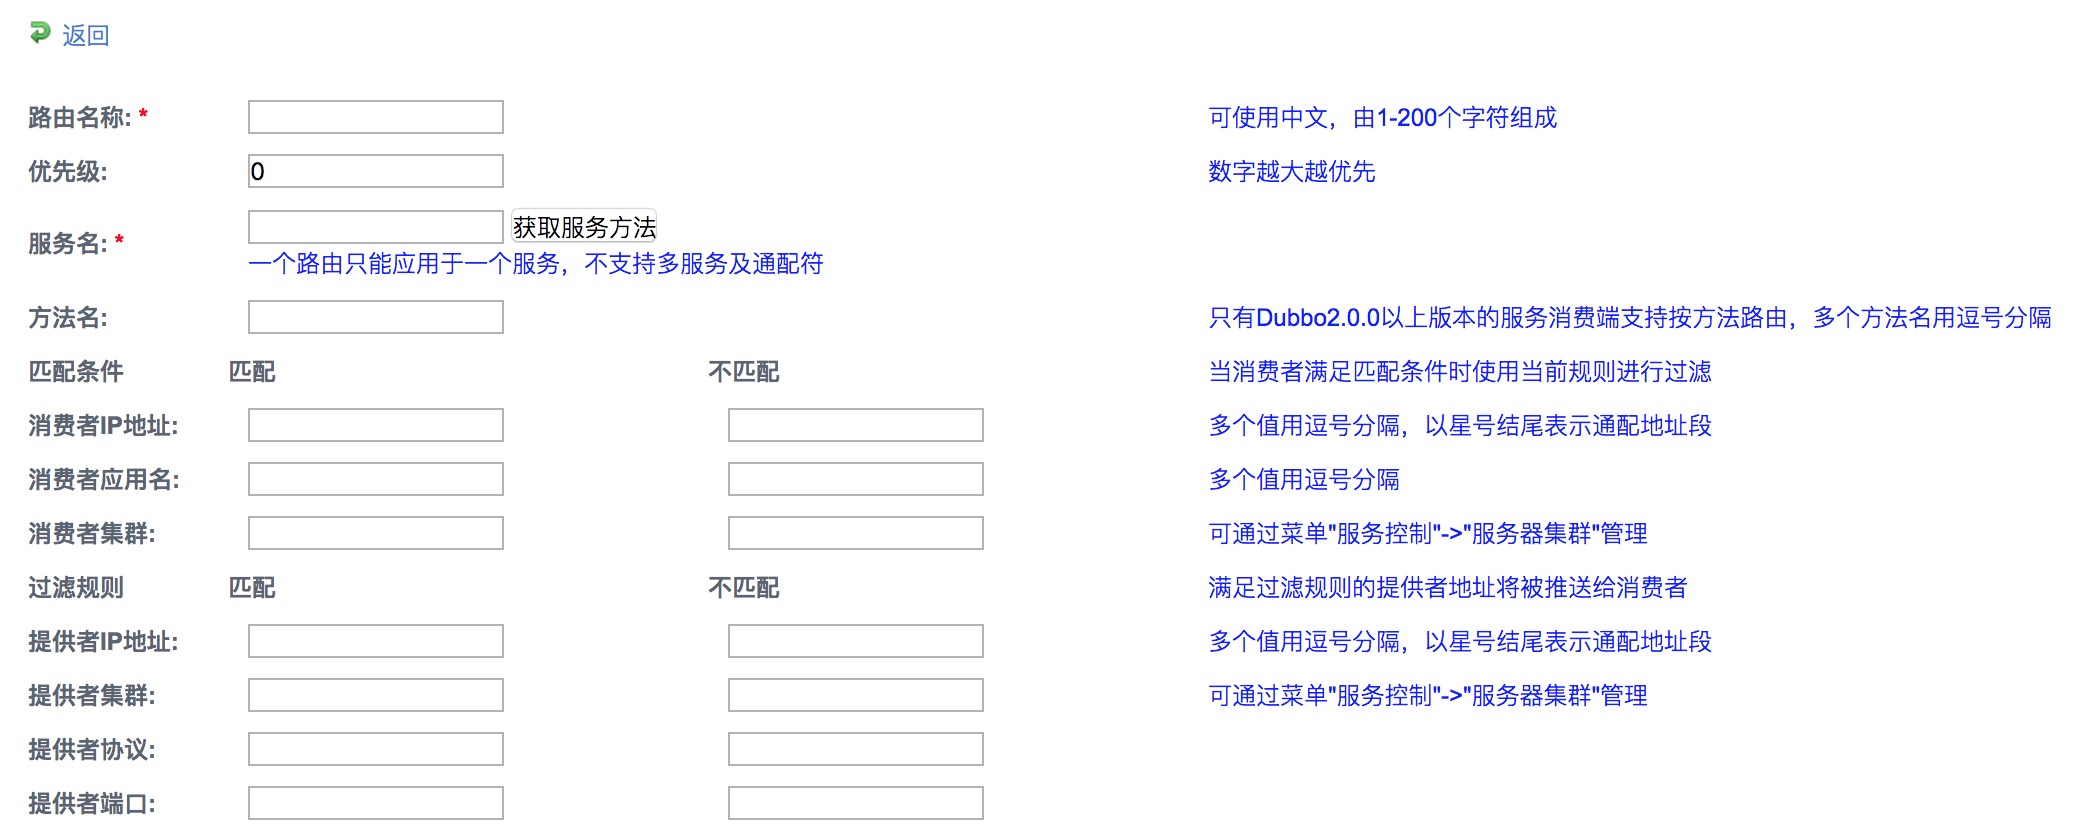 返回
路由名称: * 可使用中文，由1-200个字符组成
优先级: 0 数字越大越优先
服务名: * 获取服务方法
一个路由只能应用于一个服务，不支持多服务及通配符
方法名: 只有Dubbo2.0.0以上版本的服务消费端支持按方法路由，多个方法名用逗号分隔
匹配条件 匹配 不匹配 当消费者满足匹配条件时使用当前规则进行过滤
消费者IP地址: 多个值用逗号分隔，以星号结尾表示通配地址段
消费者应用名: 多个值用逗号分隔
消费者集群: 可通过菜单"服务控制"->"服务器集群"管理
过滤规则 匹配 不匹配 满足过滤规则的提供者地址将被推送给消费者
提供者IP地址: 多个值用逗号分隔，以星号结尾表示通配地址段
提供者集群: 可通过菜单"服务控制"->"服务器集群"管理
提供者协议:
提供者端口: